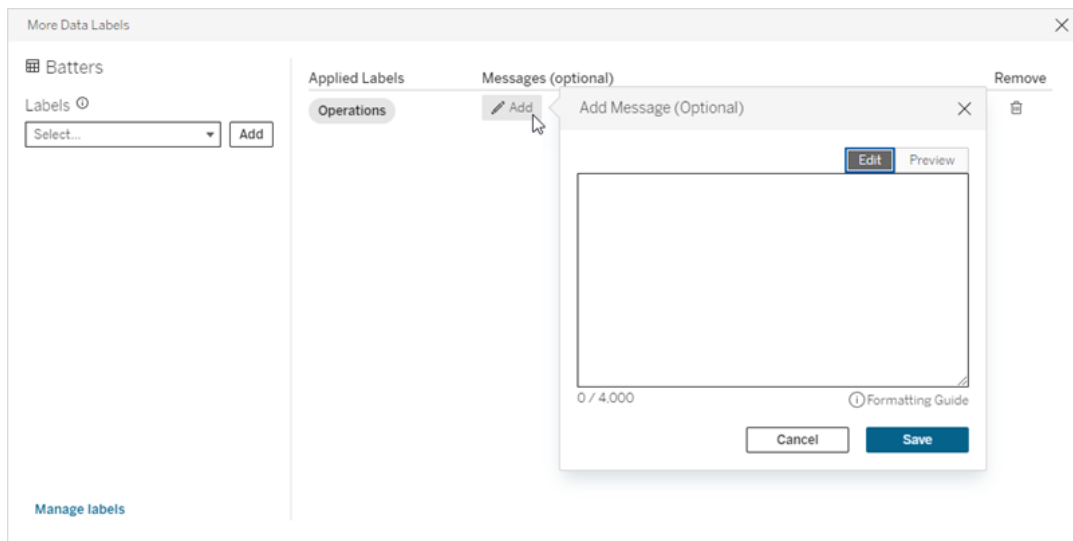 More Data Labels
Batters
Labels
Select...
Add
Manage labels
Applied Labels Messages (optional) Remove
Operations Add
Add Message (Optional)
Edit Preview
0 / 4,000 Formatting Guide
Cancel Save